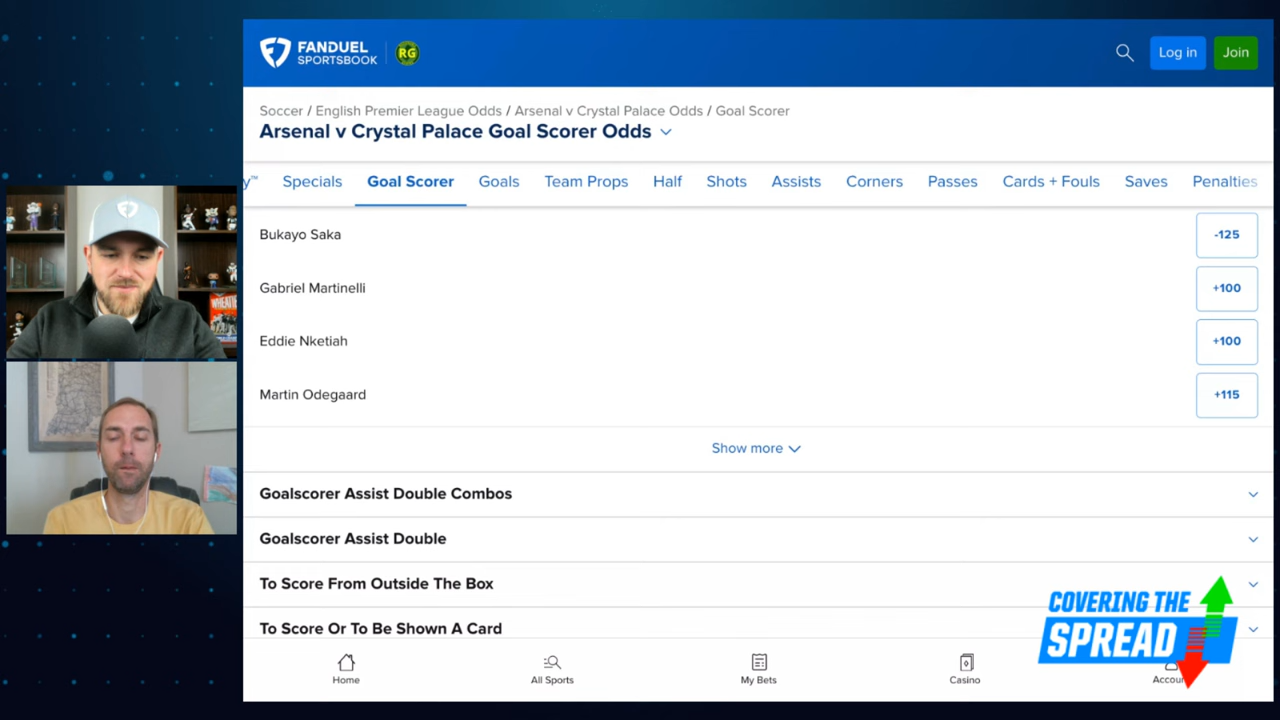 FANDUEL
SPORTSBOOK
RG
Log in
Join
Soccer / English Premier League Odds / Arsenal v Crystal Palace Odds / Goal Scorer
Arsenal v Crystal Palace Goal Scorer Odds
y™ Specials Goal Scorer Goals Team Props Half Shots Assists Corners Passes Cards + Fouls Saves Penalties
Bukayo Saka -125
Gabriel Martinelli +100
Eddie Nketiah +100
Martin Odegaard +115
Show more
Goalscorer Assist Double Combos
Goalscorer Assist Double
To Score From Outside The Box
To Score Or To Be Shown A Card
COVERING THE
SPREAD
Home All Sports My Bets Casino Accou
WHEATIES